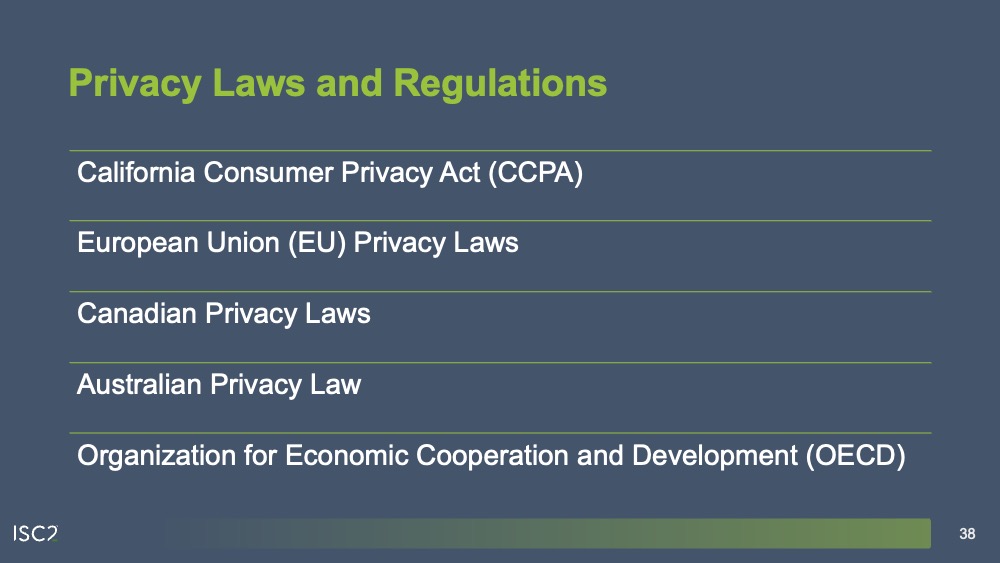 Privacy Laws and Regulations
California Consumer Privacy Act (CCPA)
European Union (EU) Privacy Laws
Canadian Privacy Laws
Australian Privacy Law
Organization for Economic Cooperation and Development (OECD)
ISC2
38